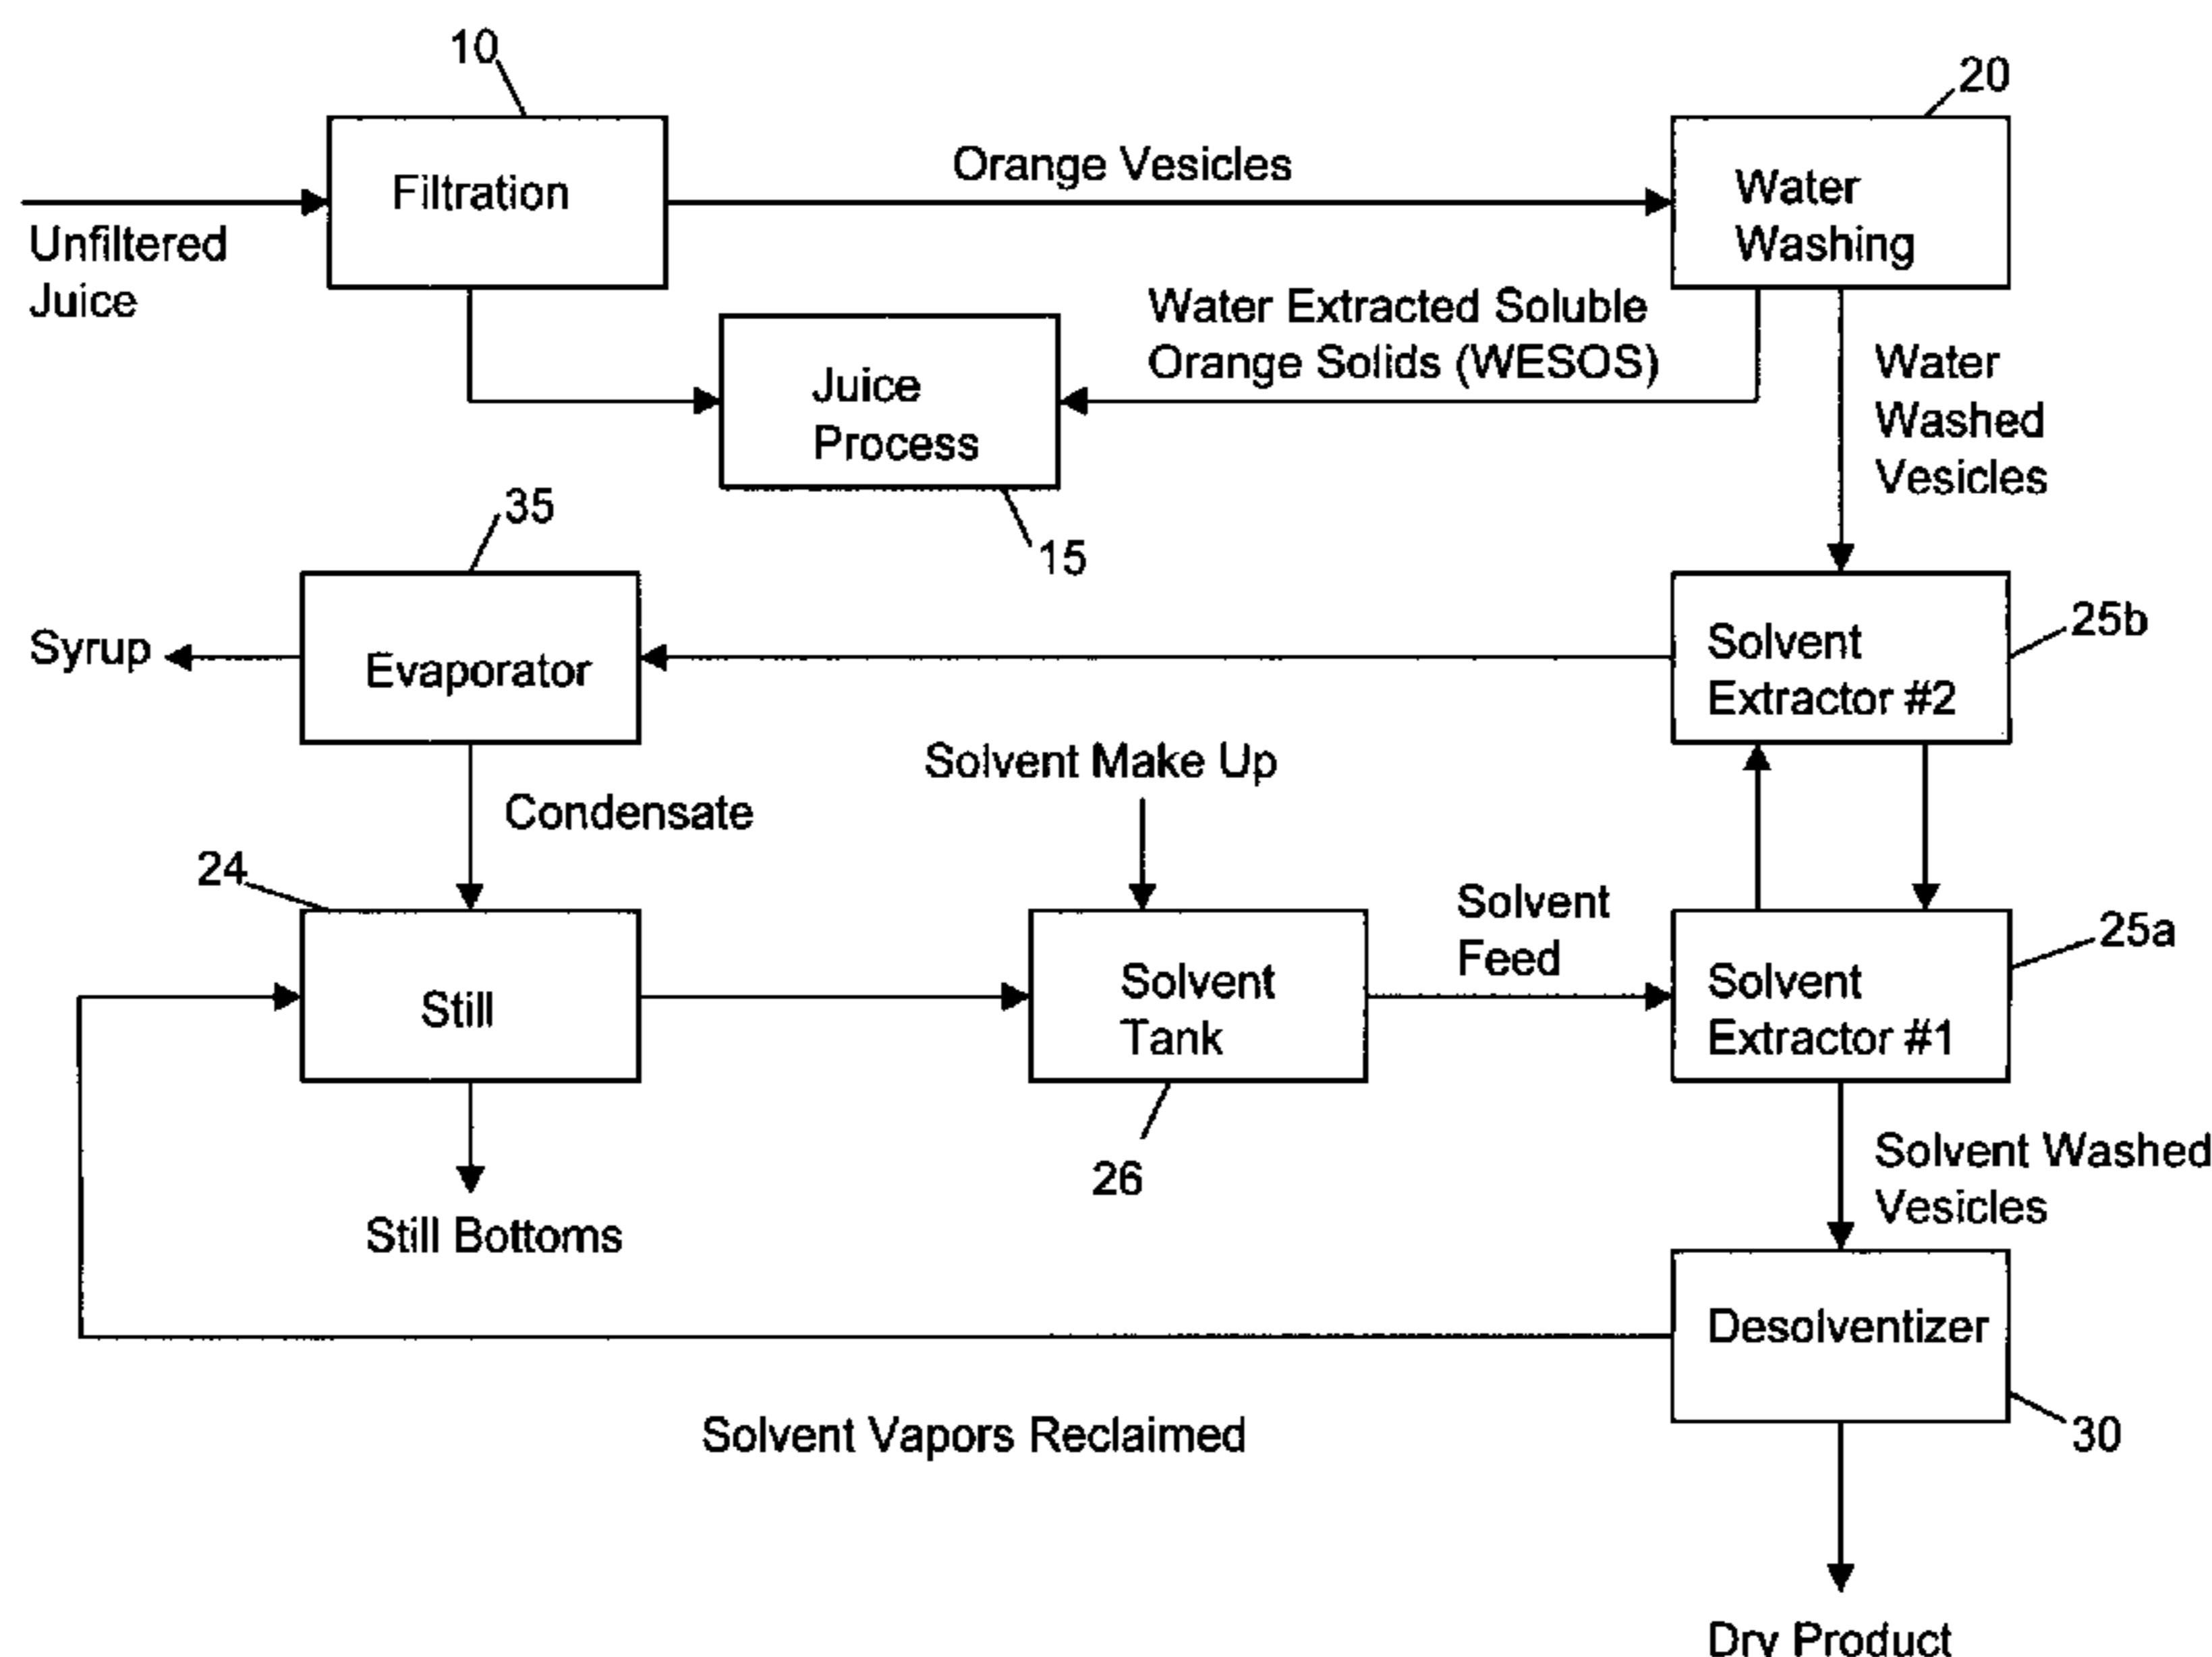 10
20
Filtration
Orange Vesicles
Water
Washing
Unfiltered
Juice
Water Extracted Soluble
Orange Solids (WESOS)
Juice
Process
Water
Washed
Vesicles
35
15
Syrup
Evaporator
Solvent
Extractor #2
25b
Solvent Make Up
Condensate
24
Still
Solvent
Tank
Solvent
Feed
Solvent
Extractor #1
25a
26
Still Bottoms
Solvent Washed
Vesicles
Desolventizer
30
Solvent Vapors Reclaimed
Dry Product